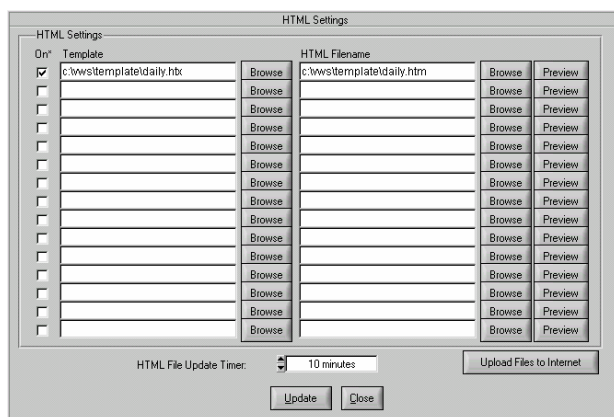 HTML Settings
HTML Settings
On* Template HTML Filename
c:\vws\template\daily.htx Browse c:\vws\template\daily.htm Browse Preview
Browse Browse Preview
Browse Browse Preview
Browse Browse Preview
Browse Browse Preview
Browse Browse Preview
Browse Browse Preview
Browse Browse Preview
Browse Browse Preview
Browse Browse Preview
Browse Browse Preview
Browse Browse Preview
Browse Browse Preview
Browse Browse Preview
Browse Browse Preview
HTML File Update Timer: 10 minutes Upload Files to Internet
Update Close